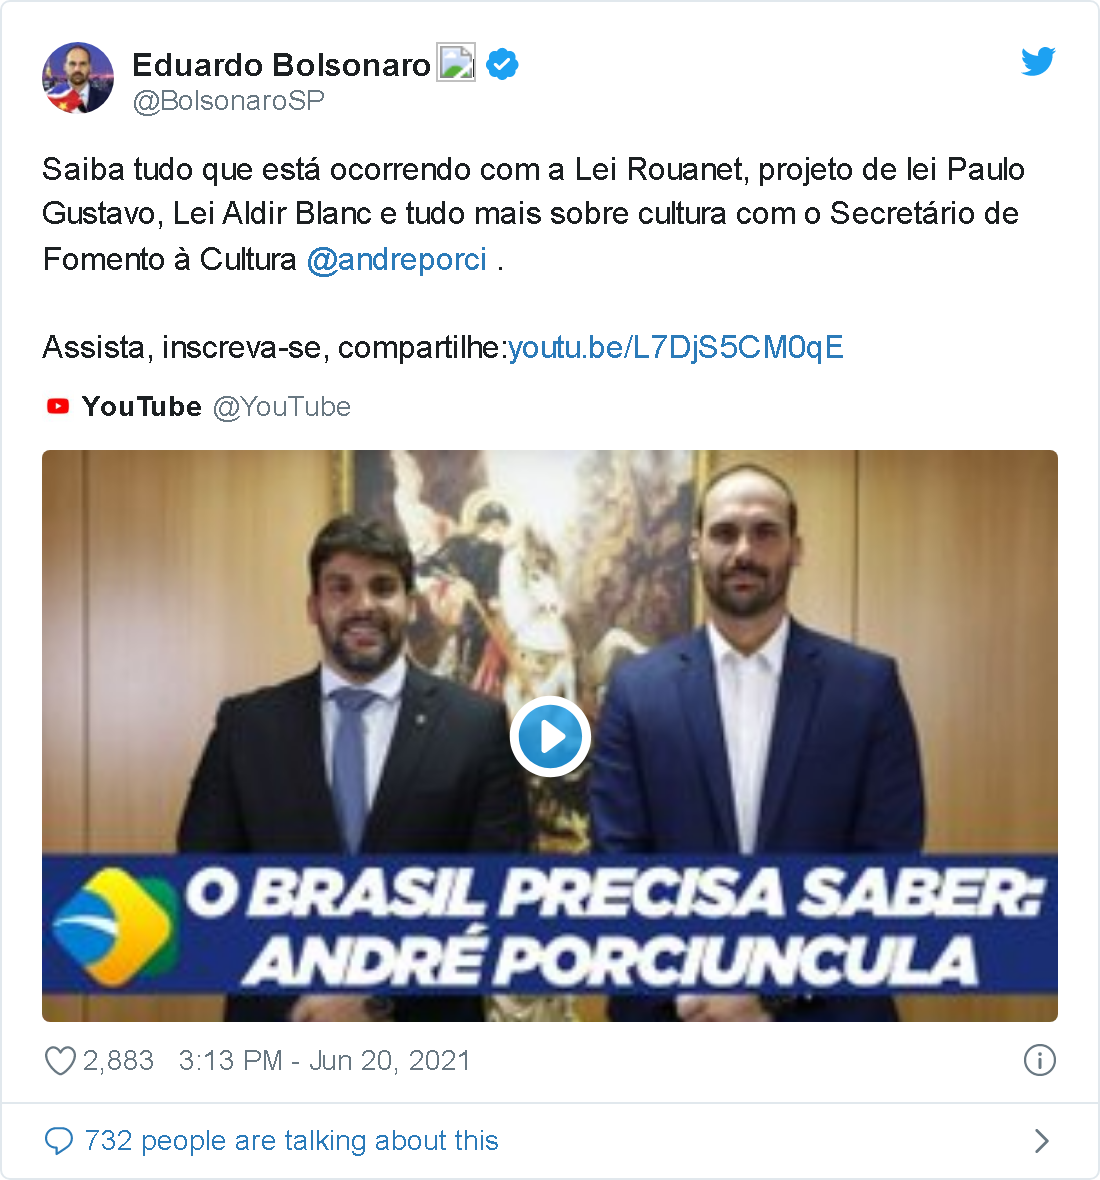 Eduardo Bolsonaro
@BolsonaroSP
Saiba tudo que está ocorrendo com a Lei Rouanet, projeto de lei Paulo
Gustavo, Lei Aldir Blanc e tudo mais sobre cultura com o Secretário de
Fomento à Cultura @andreporci .
Assista, inscreva-se, compartilhe:youtu.be/L7DjS5CM0qE
YouTube @YouTube
O BRASIL PRECISA SABER:
ANDRÉ PORCIUNCULA
2,883 3:13 PM - Jun 20, 2021
732 people are talking about this